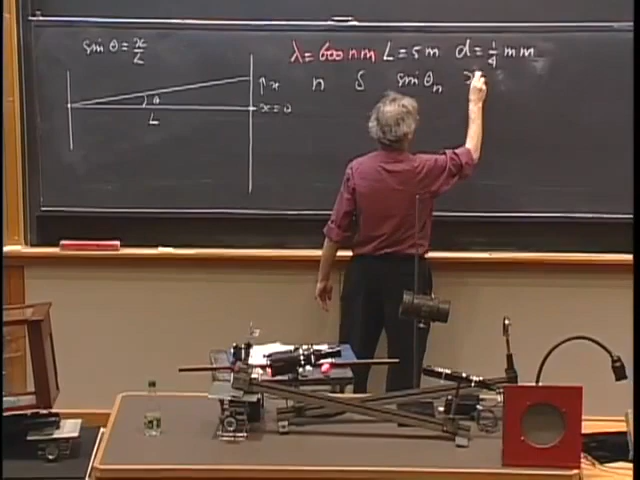 sin θ = x/L
λ = 600 nm L = 5 m d = 1/4 mm
n δ sin θn x
θ
↑x
x=0
L